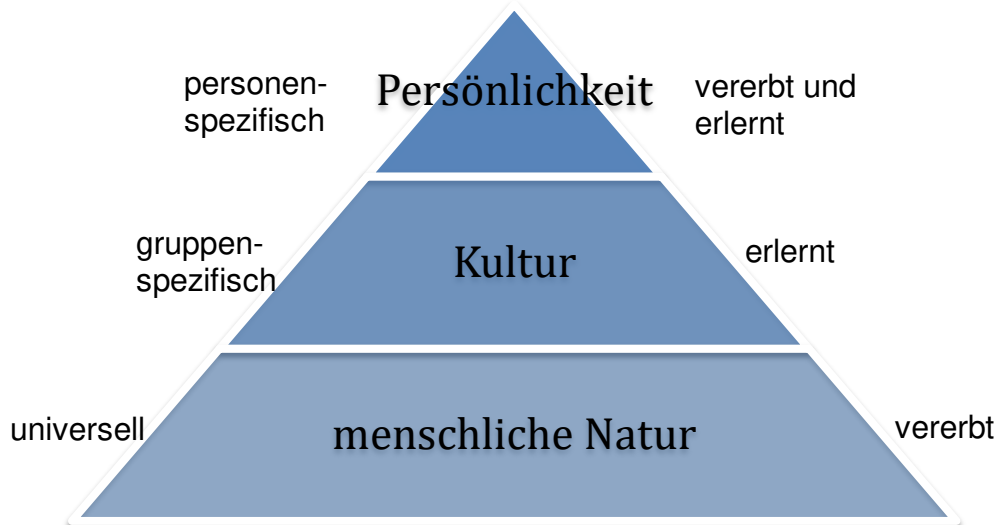 personen-
spezifisch
Persönlichkeit
vererbt und
erlernt
gruppen-
spezifisch
Kultur
erlernt
universell
menschliche Natur
vererbt